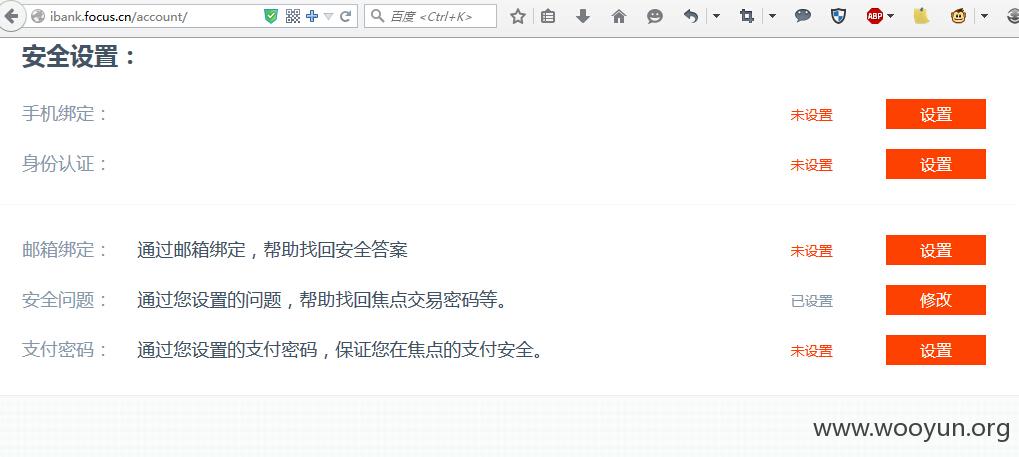 ibank.focus.cn/account/
百度 <Ctrl+K>
ABP
安全设置：
手机绑定： 未设置 设置
身份认证： 未设置 设置
邮箱绑定： 通过邮箱绑定，帮助找回安全答案 未设置 设置
安全问题： 通过您设置的问题，帮助找回焦点交易密码等。 已设置 修改
支付密码： 通过您设置的支付密码，保证您在焦点的支付安全。 未设置 设置
www.wooyun.org